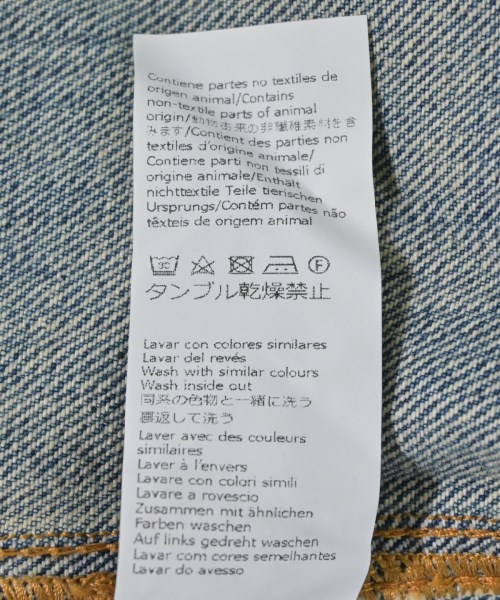 Contiene partes no textiles de
origen animal/Contains
non-textile parts of animal
origin/動物由来の非繊維素材を含
みます/Contient des parties non
textiles d'origine animale/
Contiene parti non tessili di
origine animale/Enthält
nichttextile Teile tierischen
Ursprungs/Contém partes não
têxteis de origem animal
30 F
タンブル乾燥禁止
Lavar con colores similares
Lavar del revés
Wash with similar colours
Wash inside out
同系の色物と一緒に洗う
裏返して洗う
Laver avec des couleurs
similaires
Laver à l'envers
Lavare con colori simili
Lavare a rovescio
Zusammen mit ähnlichen
Farben waschen
Auf links gedreht waschen
Lavar com cores semelhantes
Lavar do avesso